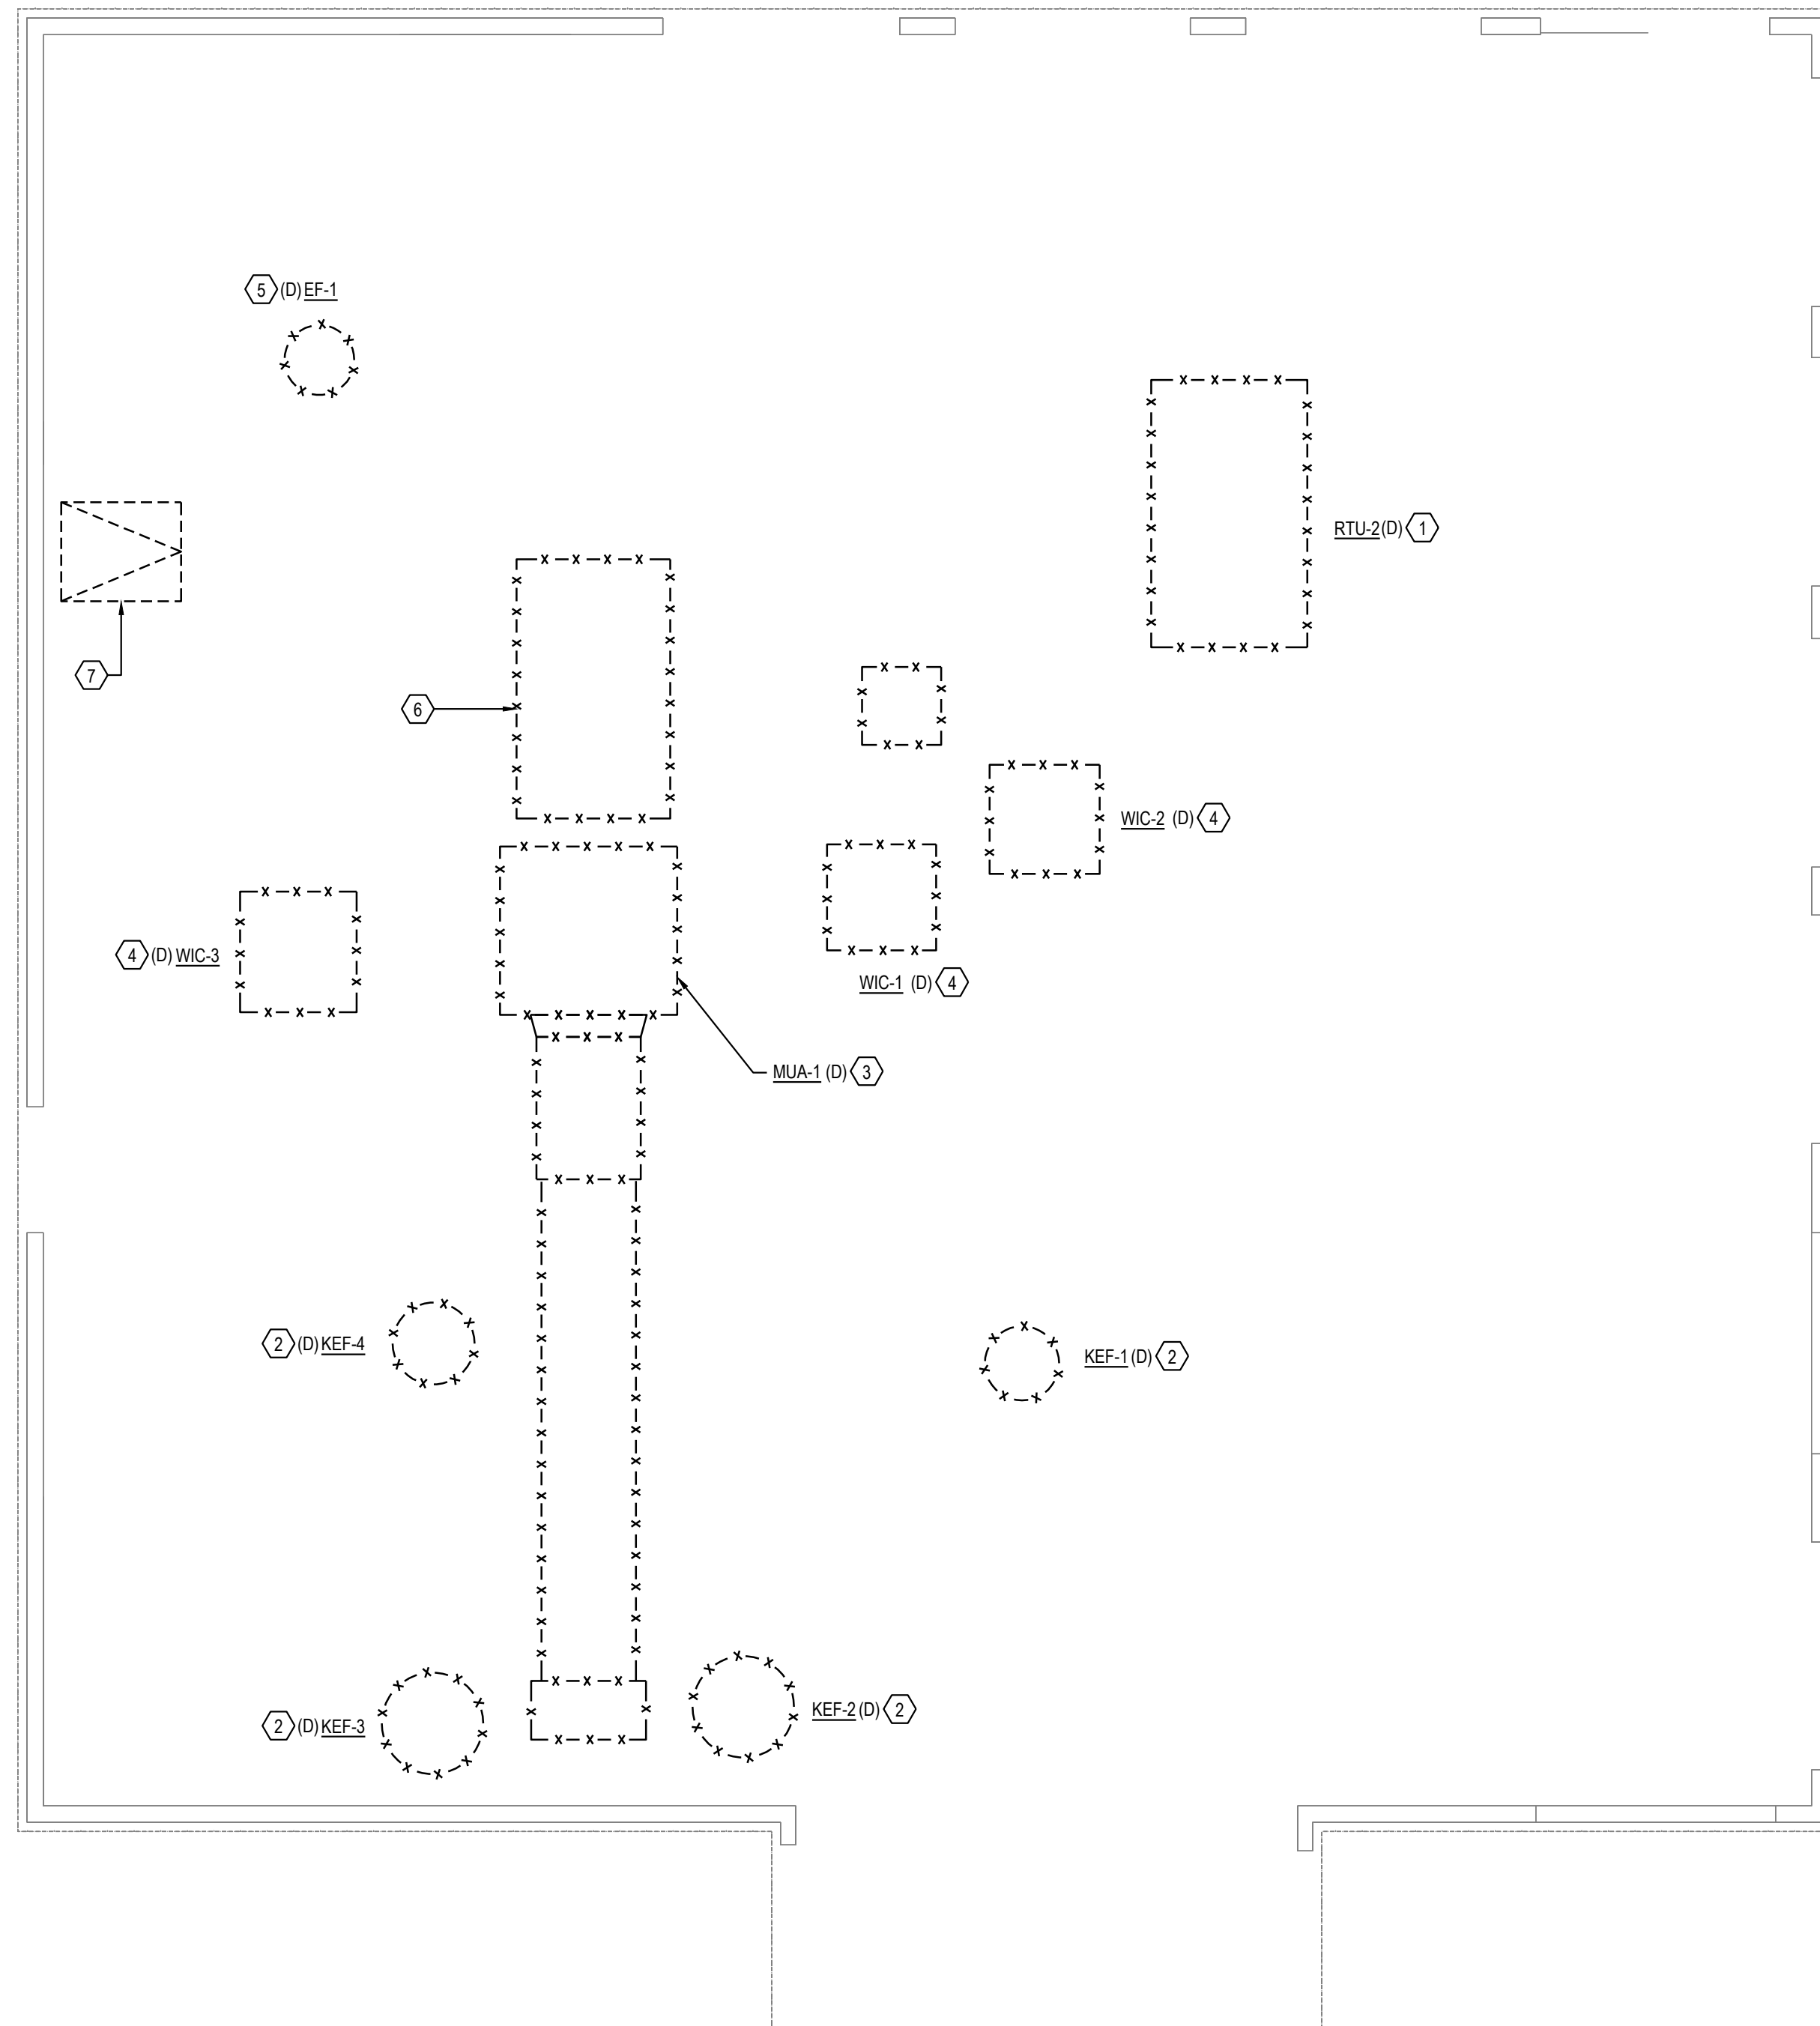 5 (D) EF-1
RTU-2 (D) 1
7
6
WIC-2 (D) 4
4 (D) WIC-3
WIC-1 (D) 4
MUA-1 (D) 3
2 (D) KEF-4
KEF-1 (D) 2
2 (D) KEF-3
KEF-2 (D) 2